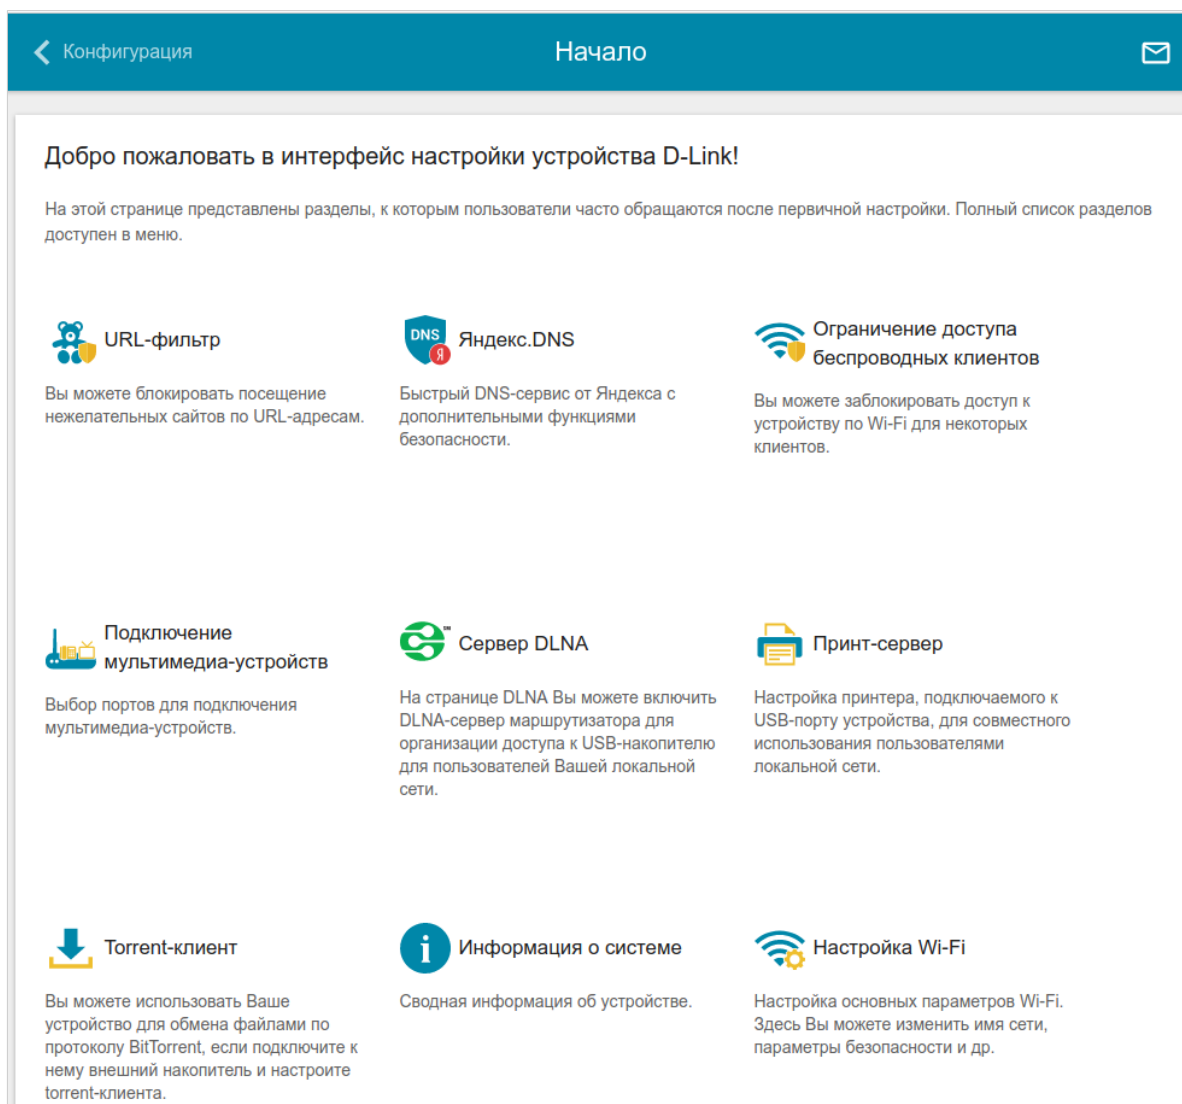 Конфигурация
Начало
Добро пожаловать в интерфейс настройки устройства D-Link!
На этой странице представлены разделы, к которым пользователи часто обращаются после первичной настройки. Полный список разделов
доступен в меню.
URL-фильтр
Вы можете блокировать посещение
нежелательных сайтов по URL-адресам.
DNS
Я
Яндекс.DNS
Быстрый DNS-сервис от Яндекса с
дополнительными функциями
безопасности.
Ограничение доступа
беспроводных клиентов
Вы можете заблокировать доступ к
устройству по Wi-Fi для некоторых
клиентов.
Подключение
мультимедиа-устройств
Выбор портов для подключения
мультимедиа-устройств.
Сервер DLNA
На странице DLNA Вы можете включить
DLNA-сервер маршрутизатора для
организации доступа к USB-накопителю
для пользователей Вашей локальной
сети.
Принт-сервер
Настройка принтера, подключаемого к
USB-порту устройства, для совместного
использования пользователями
локальной сети.
Torrent-клиент
Вы можете использовать Ваше
устройство для обмена файлами по
протоколу BitTorrent, если подключите к
нему внешний накопитель и настроите
torrent-клиента.
i
Информация о системе
Сводная информация об устройстве.
Настройка Wi-Fi
Настройка основных параметров Wi-Fi.
Здесь Вы можете изменить имя сети,
параметры безопасности и др.